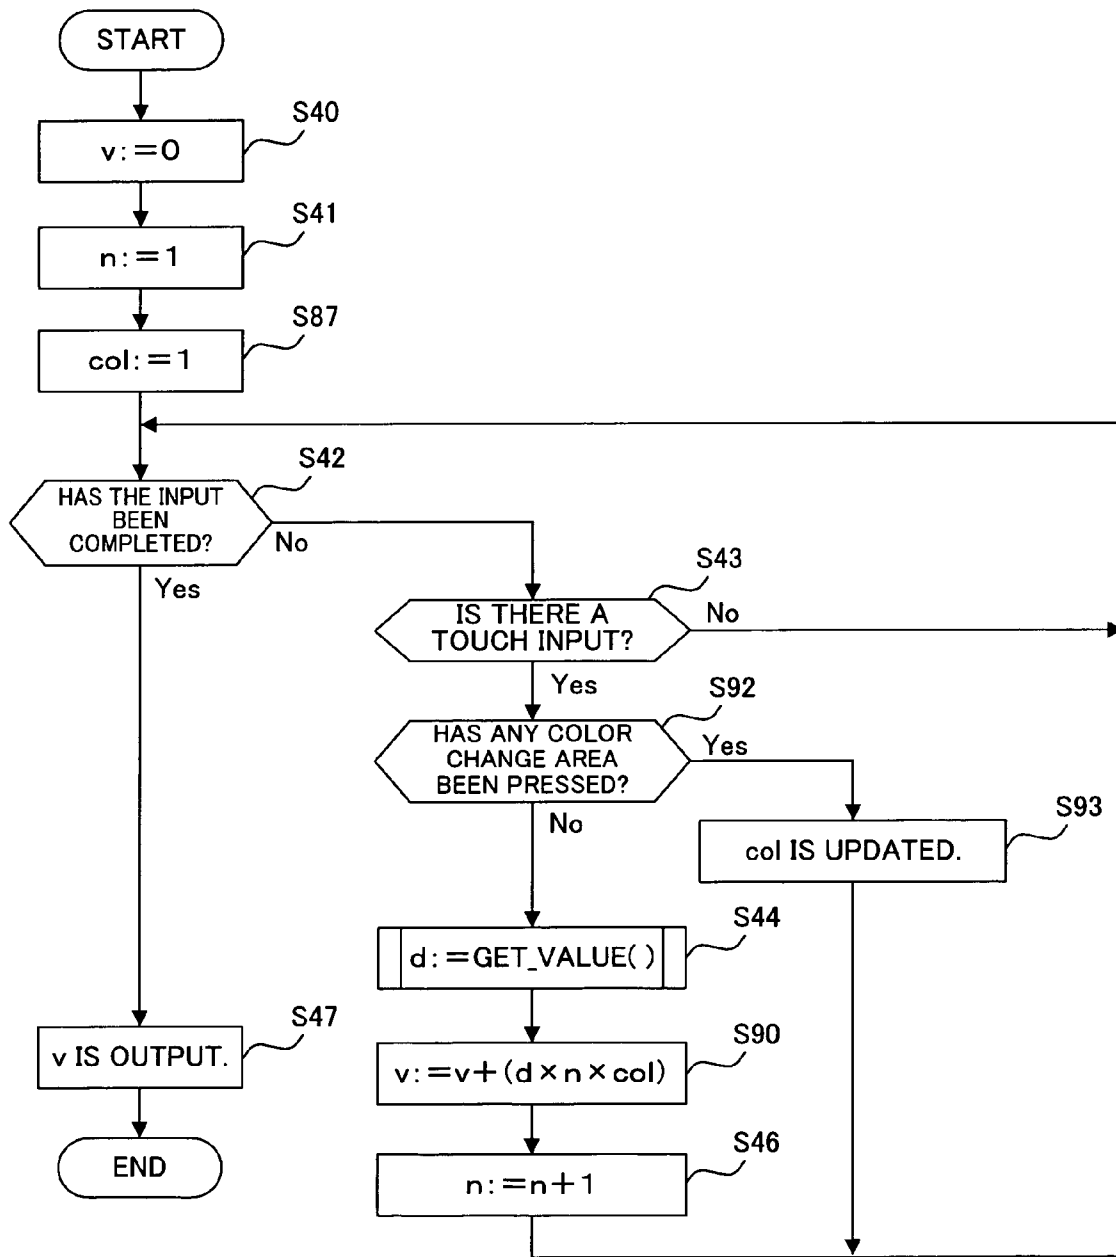 START
S40
v:=0
S41
n:=1
S87
col:=1
S42
HAS THE INPUT
BEEN
COMPLETED?
No
Yes
S43
IS THERE A
TOUCH INPUT?
No
Yes
S92
HAS ANY COLOR
CHANGE AREA
BEEN PRESSED?
Yes
No
S93
col IS UPDATED.
S44
d:=GET_VALUE()
S90
v:=v+(d×n×col)
S46
n:=n+1
S47
v IS OUTPUT.
END